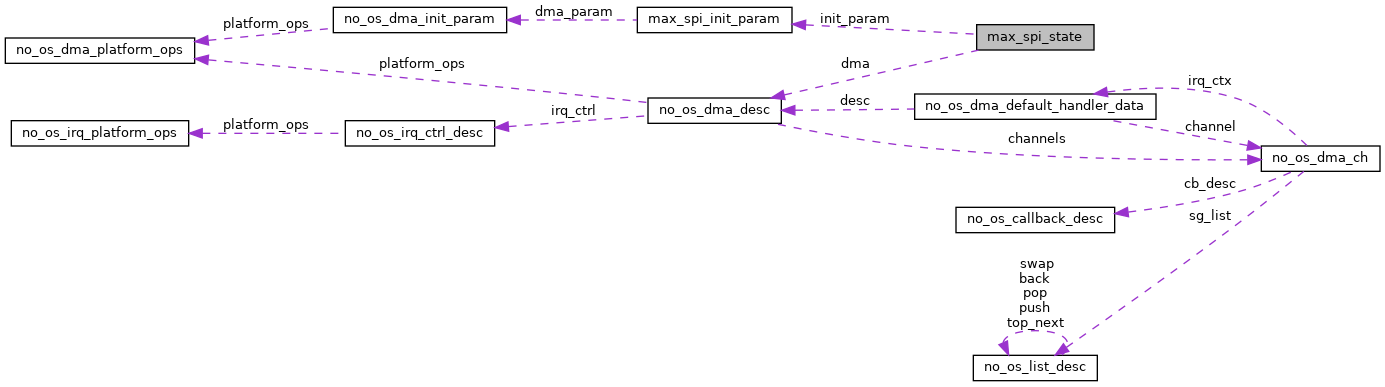 platform_ops
no_os_dma_init_param
dma_param
max_spi_init_param
init_param
max_spi_state
no_os_dma_platform_ops
platform_ops
dma
irq_ctx
no_os_dma_desc
desc
no_os_dma_default_handler_data
irq_ctrl
no_os_irq_platform_ops
platform_ops
no_os_irq_ctrl_desc
channel
channels
no_os_dma_ch
cb_desc
no_os_callback_desc
sg_list
swap
back
pop
push
top_next
no_os_list_desc